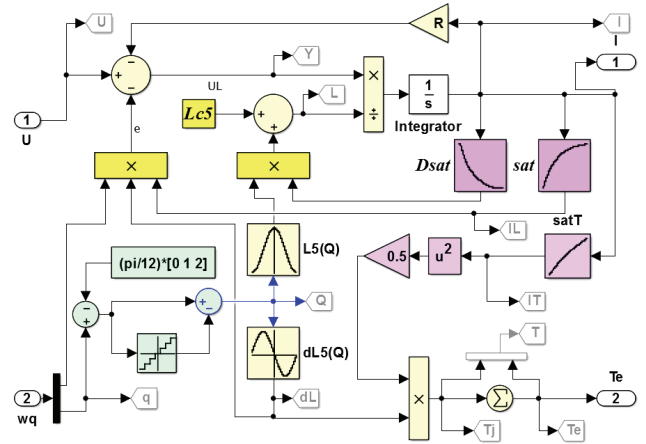 U
R
I
I
1
Y
UL
L
Lc5
1
s
Integrator
1
U
e
Dsat
sat
satT
IL
L5(Q)
(pi/12)*[0 1 2]
0.5
u2
IT
Q
T
dL5(Q)
2
wq
q
dL
Te
2
Tj
Te